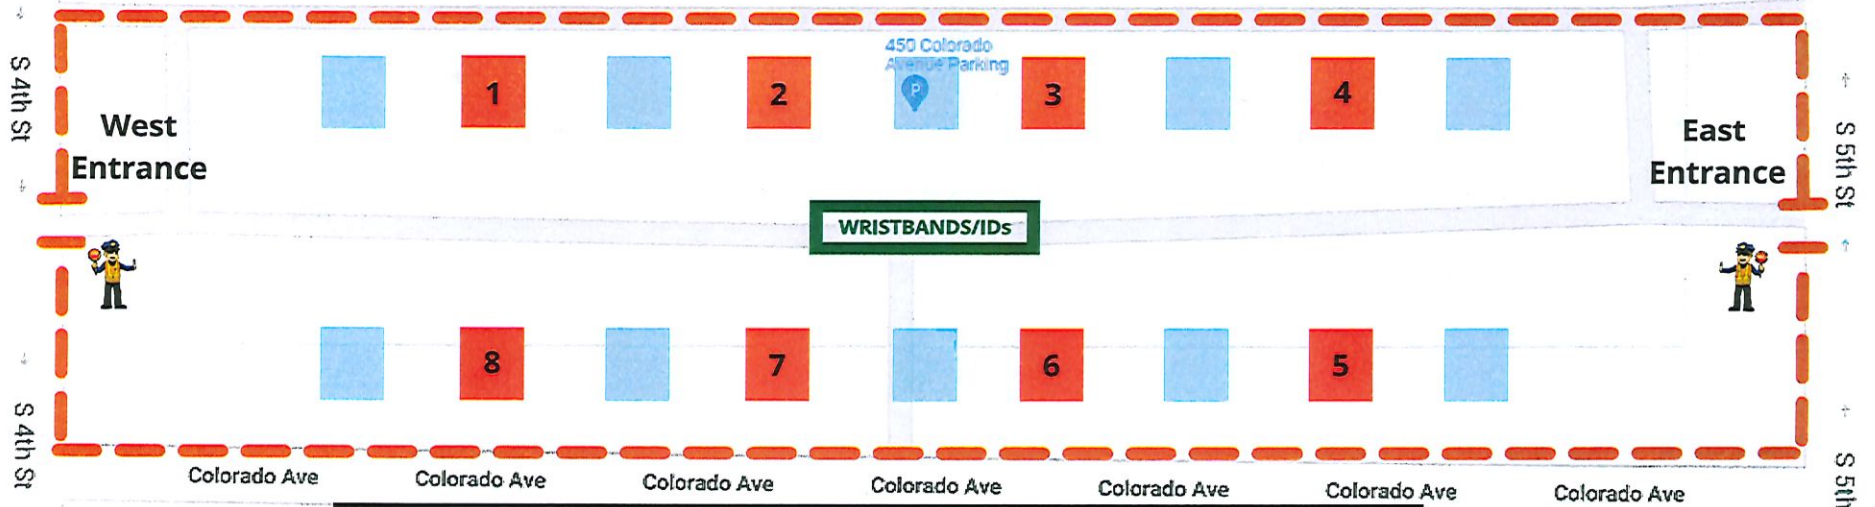 450 Colorado
Avenue Parking
P
1
2
3
4
S 4th St
West
Entrance
East
Entrance
S 5th St
WRISTBANDS/IDs
8
7
6
5
S 4th St
S 5th
Colorado Ave
Colorado Ave
Colorado Ave
Colorado Ave
Colorado Ave
Colorado Ave
Colorado Ave